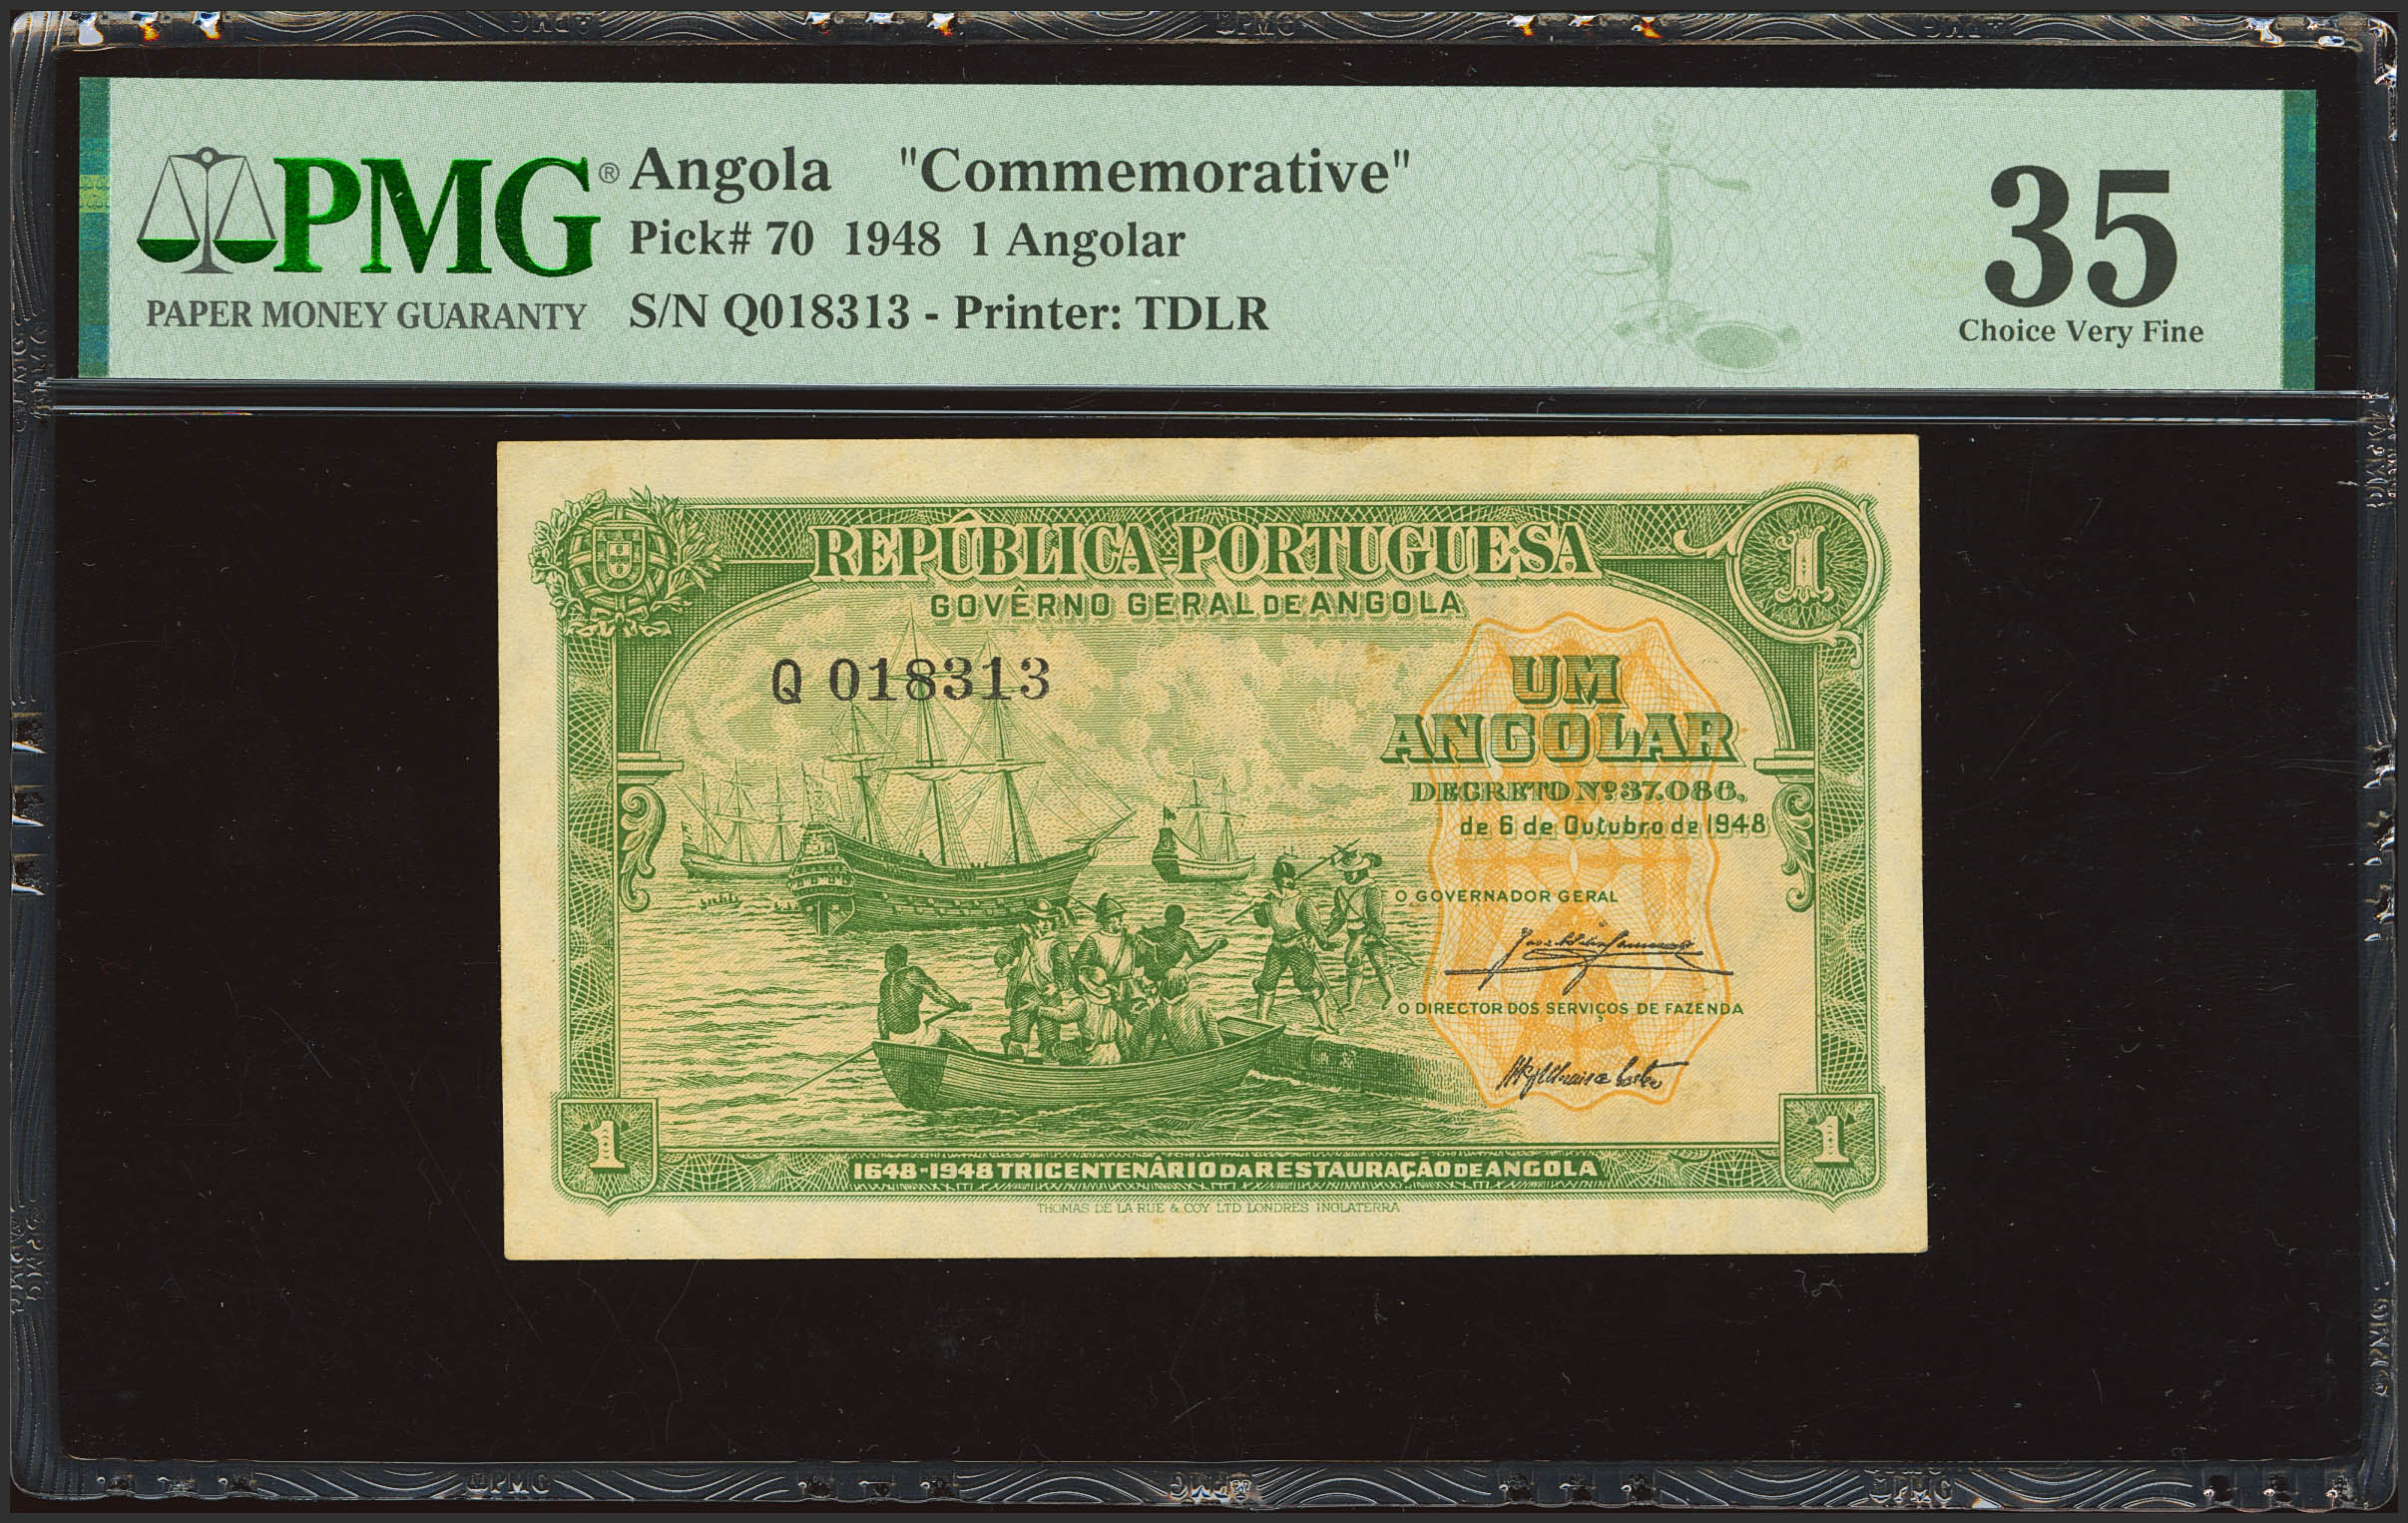 PMG® Angola "Commemorative"
Pick# 70 1948 1 Angolar
PAPER MONEY GUARANTY S/N Q018313 - Printer: TDLR
35
Choice Very Fine
REPÚBLICA PORTUGUESA
1
GOVÊRNO GERAL DE ANGOLA
Q 018313
UM
ANGOLAR
DECRETO Nº 37.086,
de 6 de Outubro de 1948
O GOVERNADOR GERAL
O DIRECTOR DOS SERVIÇOS DE FAZENDA
1
1
1648-1948 TRICENTENÁRIO DA RESTAURAÇÃO DE ANGOLA
THOMAS DE LA RUE & COY. LTD. LONDRES INGLATERRA